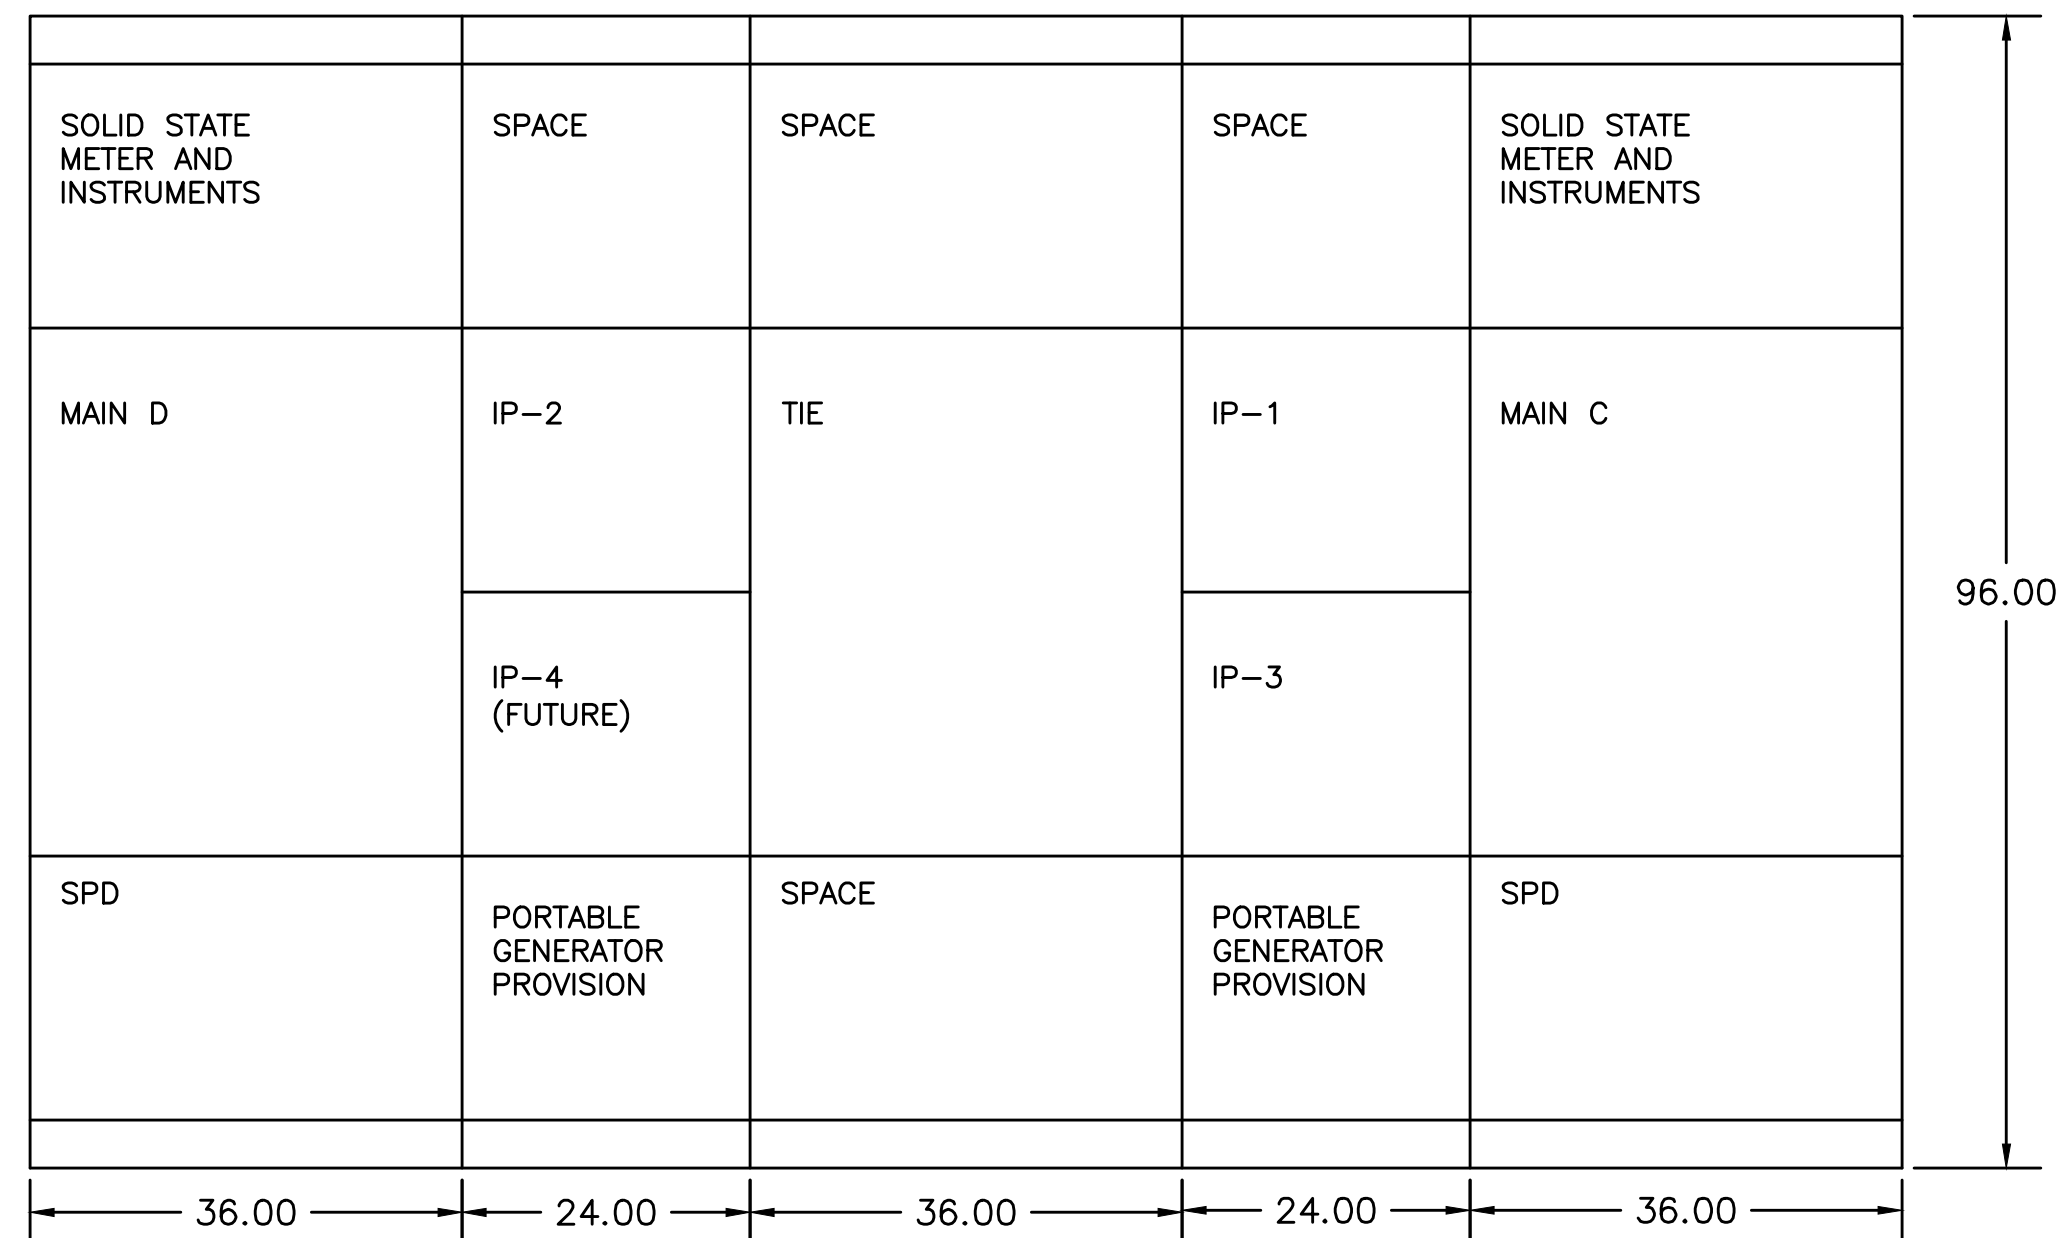 SOLID STATE
METER AND
INSTRUMENTS
SPACE
SPACE
SPACE
SOLID STATE
METER AND
INSTRUMENTS
MAIN D
IP-2
TIE
IP-1
MAIN C
96.00
IP-4
(FUTURE)
IP-3
SPD
PORTABLE
GENERATOR
PROVISION
SPACE
PORTABLE
GENERATOR
PROVISION
SPD
36.00
24.00
36.00
24.00
36.00